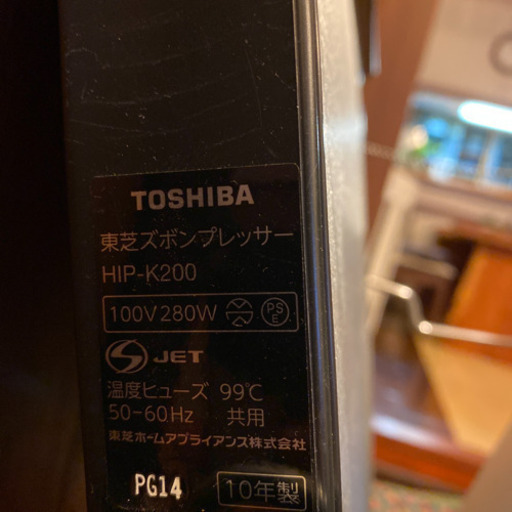 TOSHIBA
東芝ズボンプレッサー
HIP-K200
100V 280W PS E
S JET
温度ヒューズ 99℃
50-60Hz 共用
東芝ホームアプライアンス株式会社
PG14 10年製